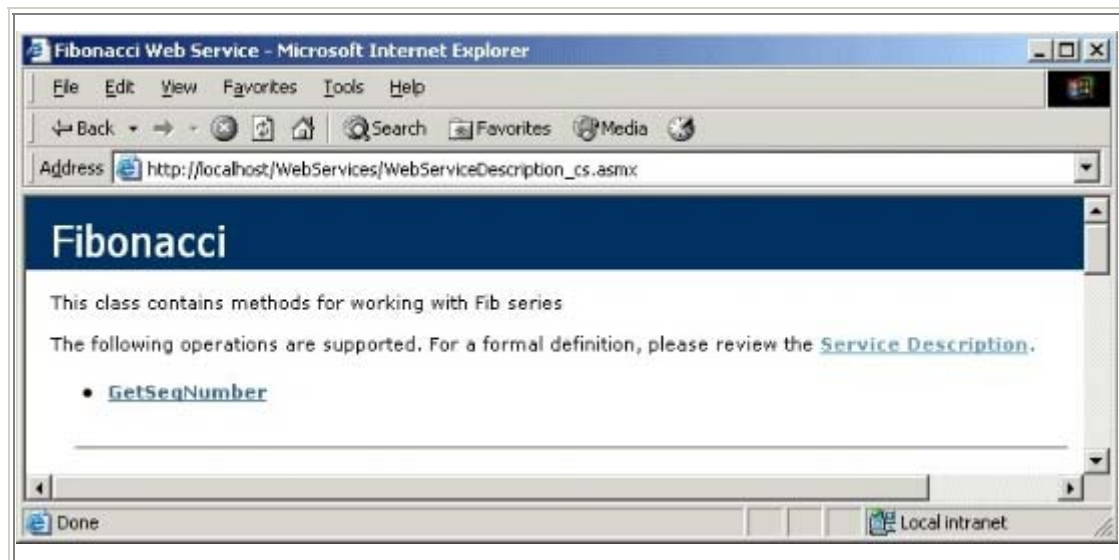 Fibonacci Web Service - Microsoft Internet Explorer
File Edit View Favorites Tools Help
Back Search Favorites Media
Address http://localhost/WebServices/WebServiceDescription_cs.asmx
Fibonacci
This class contains methods for working with Fib series
The following operations are supported. For a formal definition, please review the Service Description.
• GetSeqNumber
Done Local intranet